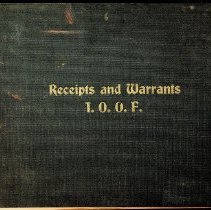 Receipts and Warrants
I. O. O. F.